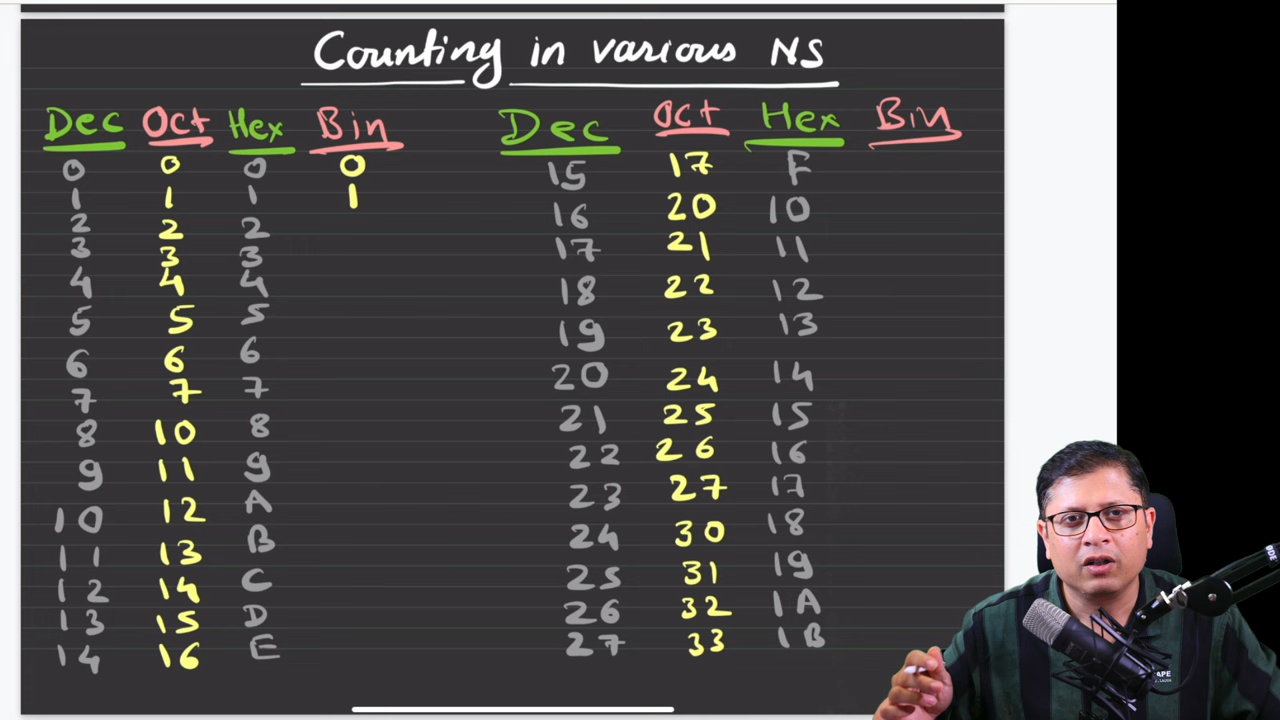 Counting in various NS
Dec Oct Hex Bin Dec Oct Hex Bin
0 0 0 0 15 17 F
1 1 1 1 16 20 10
2 2 2 17 21 11
3 3 3 18 22 12
4 4 4 19 23 13
5 5 5 20 24 14
6 6 6 21 25 15
7 7 7 22 26 16
8 10 8 23 27 17
9 11 9 24 30 18
10 12 A 25 31 19
11 13 B 26 32 1A
12 14 C 27 33 1B
13 15 D
14 16 E